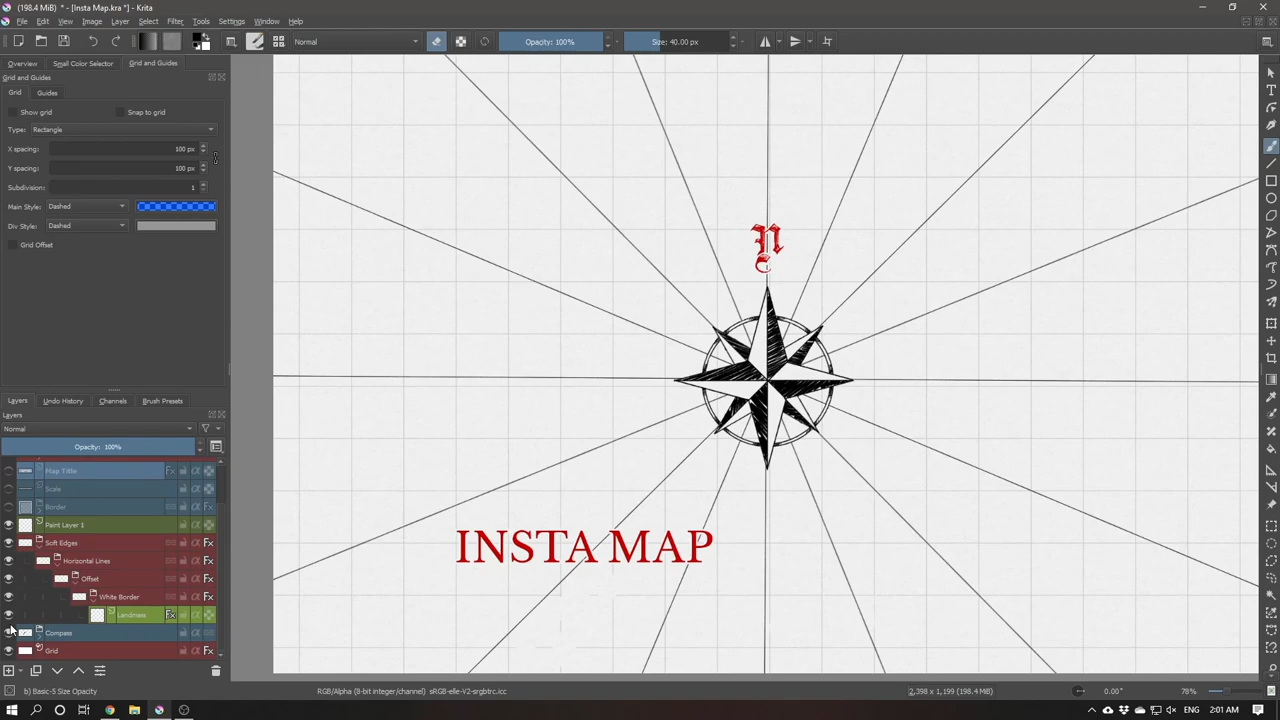 (198.4 MiB) * - [Insta Map.kra *] - Krita
File Edit View Image Layer Select Filter Tools Settings Window Help
Normal
Opacity: 100%
Size: 40.00 px
Overview Small Color Selector Grid and Guides
Grid and Guides
Grid Guides
Show grid Snap to grid
Type: Rectangle
X spacing: 100 px
Y spacing: 100 px
Subdivision: 1
Main Style: Dashed
Div Style: Dashed
Grid Offset
N
INSTA MAP
Layers Undo History Channels Brush Presets
Layers
Normal
Opacity: 100%
Map Tiltle
Scale
Border
Paint Layer 1
Soft Edges
Horizontal Lines
Offset
White Border
Landmass
Compass
Grid
b) Basic-5 Size Opacity
RGB/Alpha (8-bit integer/channel) sRGB-elle-V2-srgbtrc.icc
2,398 x 1,199 (198.4 MiB)
0.00°
78%
ENG 2:01 AM